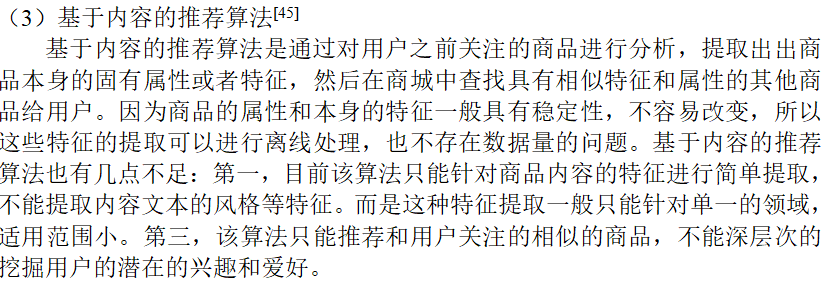 （3）基于内容的推荐算法[45]
基于内容的推荐算法是通过对用户之前关注的商品进行分析，提取出出商
品本身的固有属性或者特征，然后在商城中查找具有相似特征和属性的其他商
品给用户。因为商品的属性和本身的特征一般具有稳定性，不容易改变，所以
这些特征的提取可以进行离线处理，也不存在数据量的问题。基于内容的推荐
算法也有几点不足：第一，目前该算法只能针对商品内容的特征进行简单提取，
不能提取内容文本的风格等特征。而是这种特征提取一般只能针对单一的领域，
适用范围小。第三，该算法只能推荐和用户关注的相似的商品，不能深层次的
挖掘用户的潜在的兴趣和爱好。